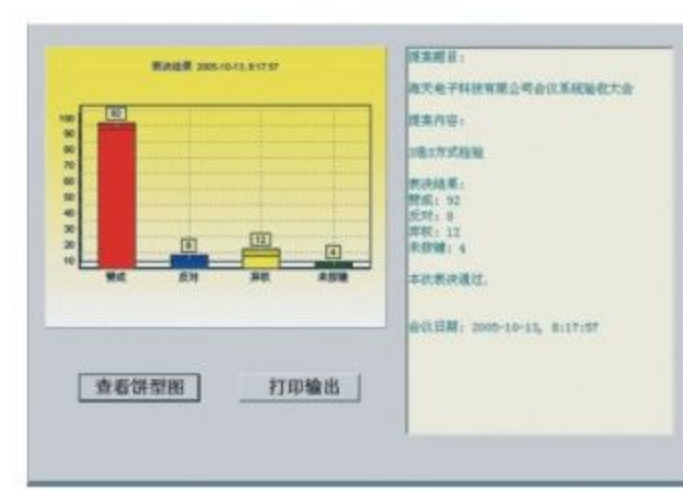 表决结果 2005-10-13, 8:17:57
100
90
80
70
60
50
40
30
20
10
92
8
12
4
赞成
反对
弃权
未按键
查看饼型图
打印输出
提案题目:
海天电子科技有限公司会议系统验收大会
提案内容:
方式检验
表决结果:
赞成: 92
反对: 8
弃权: 12
未按键: 4
本次表决通过.
会议日期: 2005-10-13, 8:17:57